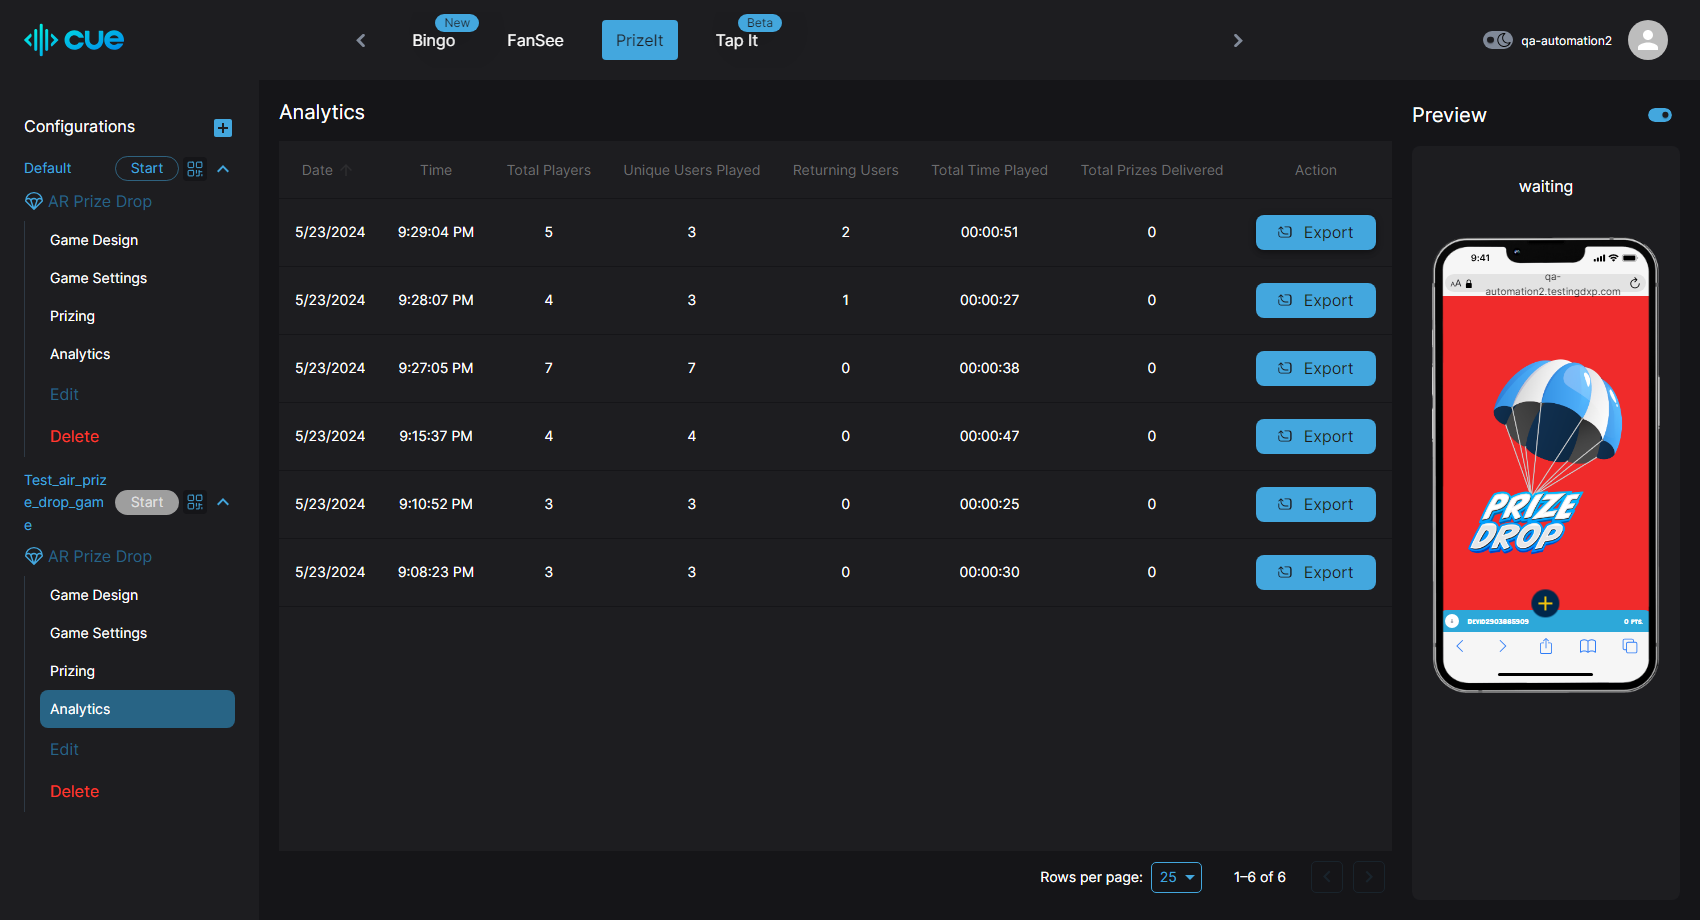 cue
Bingo
New
FanSee
PrizeIt
Tap It
Beta
qa-automation2
Configurations
Default
Start
AR Prize Drop
Game Design
Game Settings
Prizing
Analytics
Edit
Delete
Test_air_priz
e_drop_gam
e
Start
AR Prize Drop
Game Design
Game Settings
Prizing
Analytics
Edit
Delete
Analytics
Date Time Total Players Unique Users Played Returning Users Total Time Played Total Prizes Delivered Action
5/23/2024 9:29:04 PM 5 3 2 00:00:51 0 Export
5/23/2024 9:28:07 PM 4 3 1 00:00:27 0 Export
5/23/2024 9:27:05 PM 7 7 0 00:00:38 0 Export
5/23/2024 9:15:37 PM 4 4 0 00:00:47 0 Export
5/23/2024 9:10:52 PM 3 3 0 00:00:25 0 Export
5/23/2024 9:08:23 PM 3 3 0 00:00:30 0 Export
Rows per page: 25 1–6 of 6
Preview
waiting
9:41
AA
qa-
automation2.testingdxp.com
PRIZE
DROP
0 PTS.